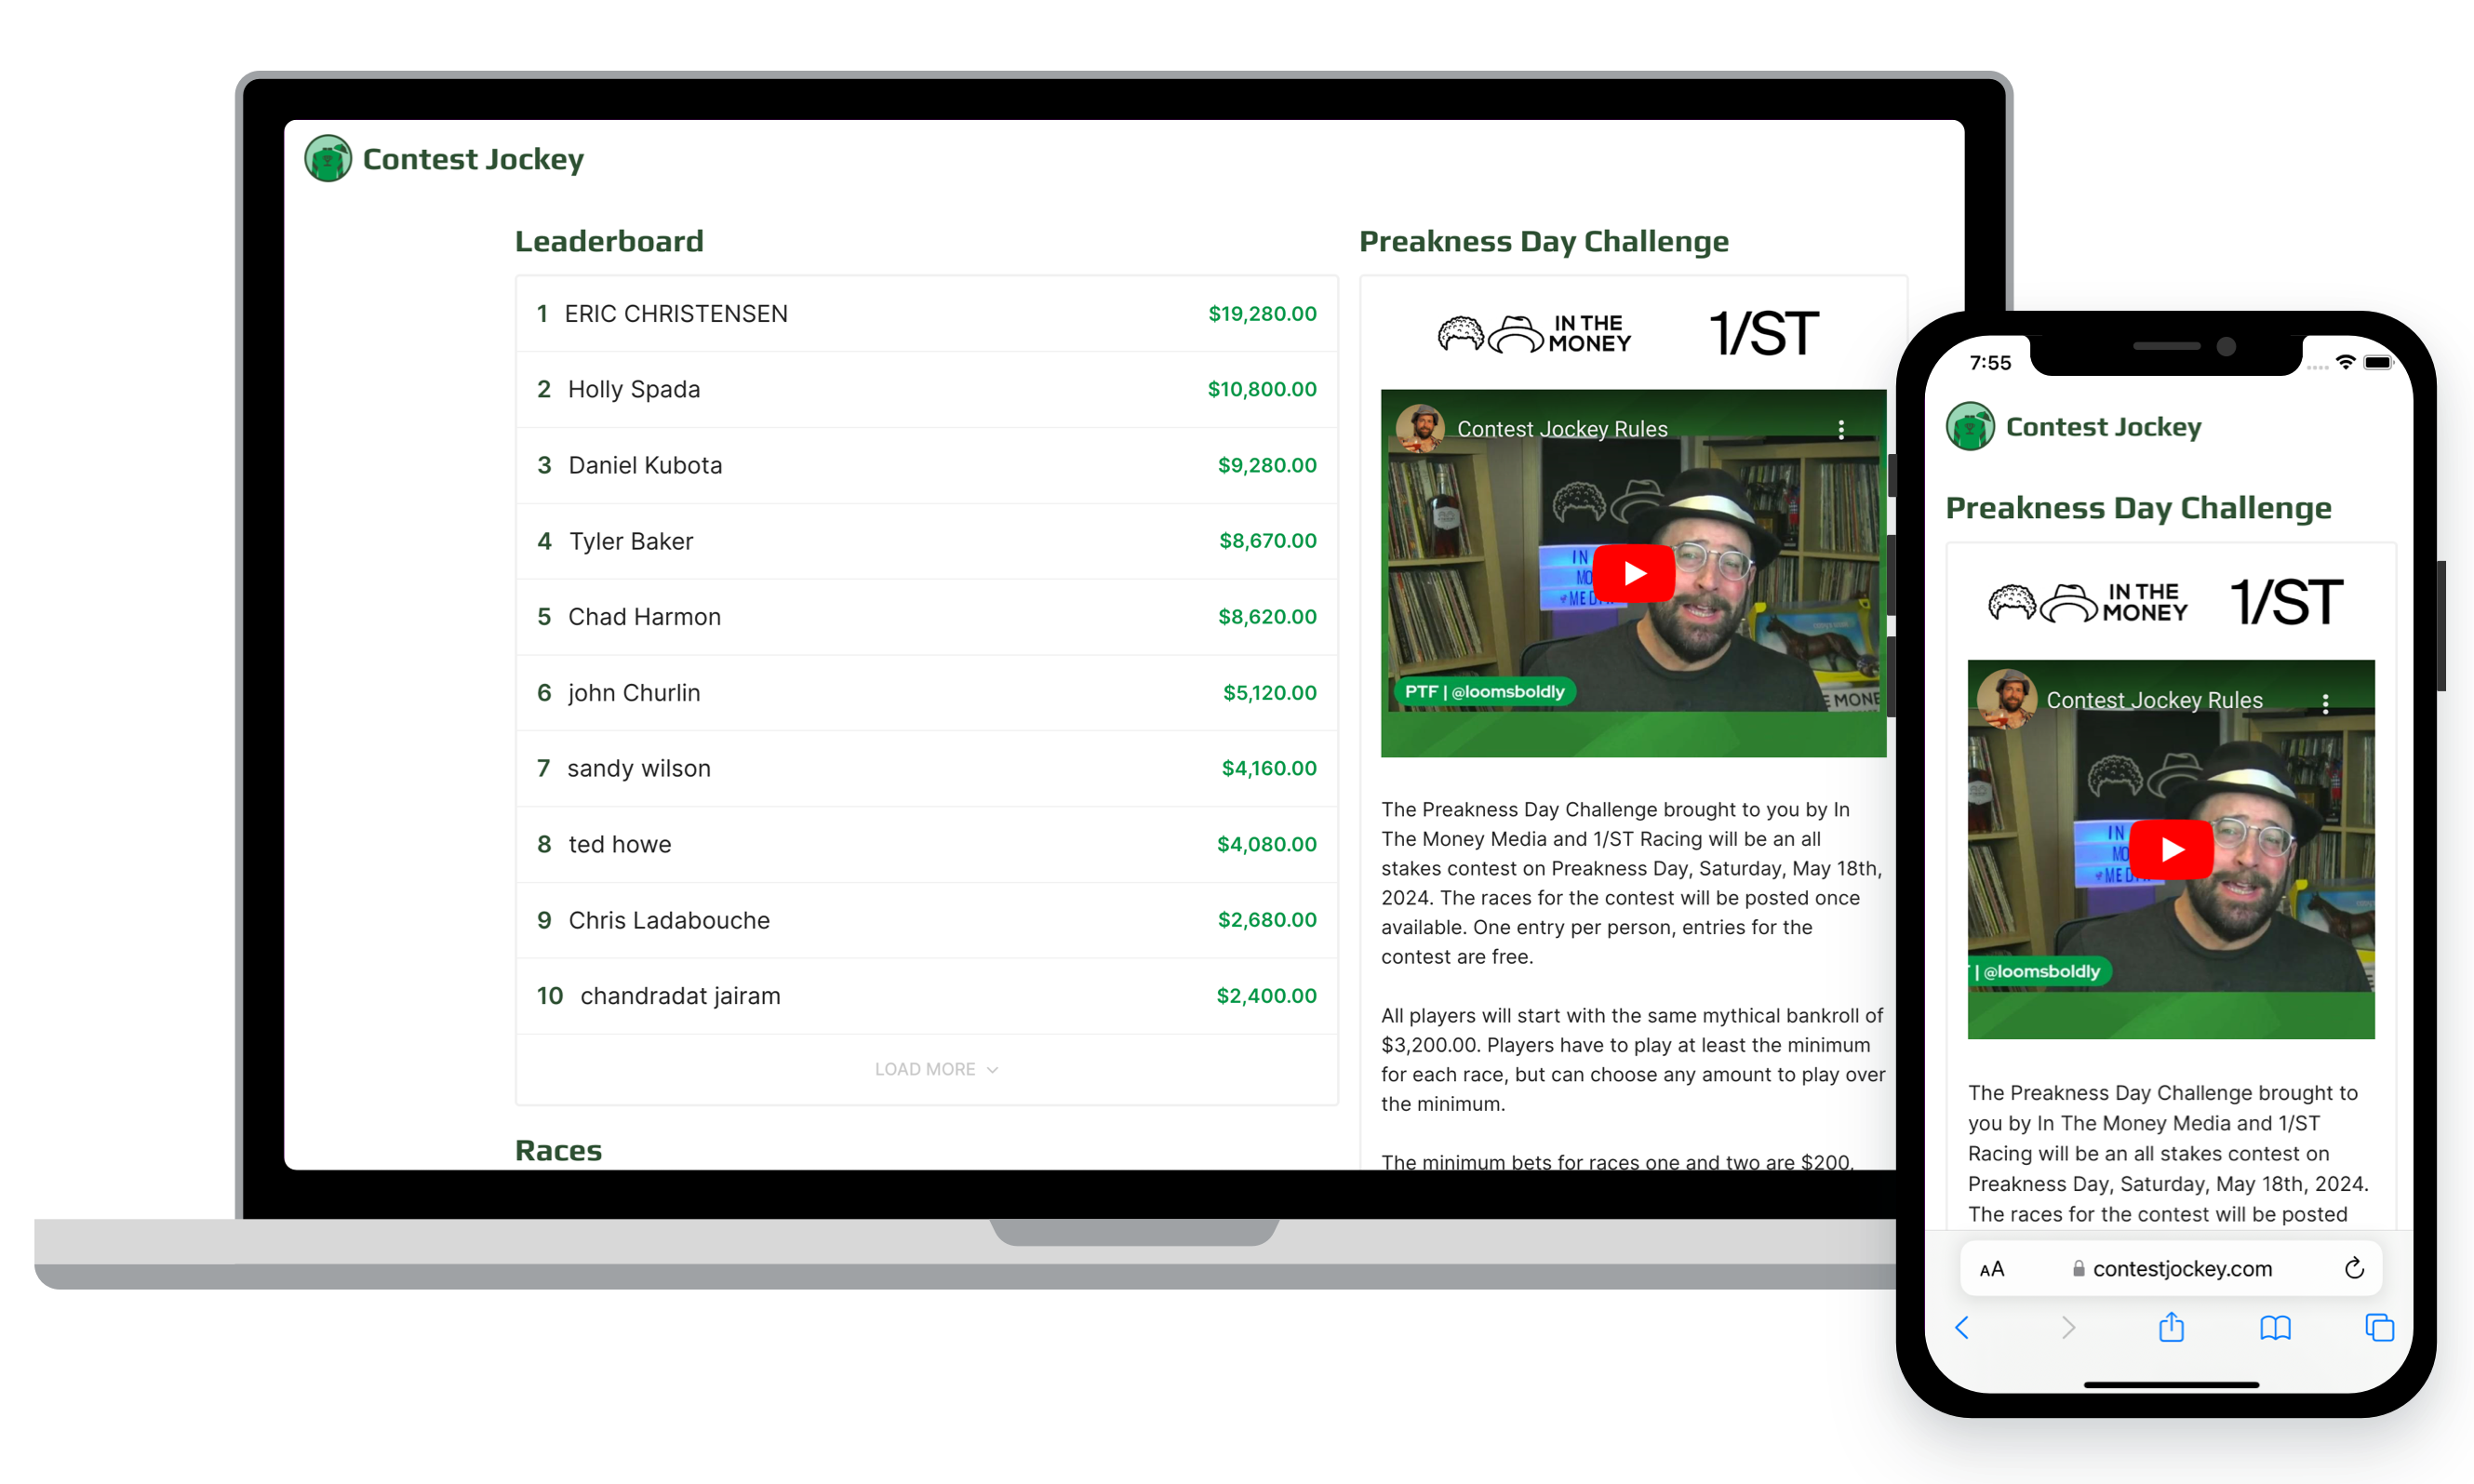 Contest Jockey
Leaderboard
1 ERIC CHRISTENSEN $19,280.00
2 Holly Spada $10,800.00
3 Daniel Kubota $9,280.00
4 Tyler Baker $8,670.00
5 Chad Harmon $8,620.00
6 john Churlin $5,120.00
7 sandy wilson $4,160.00
8 ted howe $4,080.00
9 Chris Ladabouche $2,680.00
10 chandradat jairam $2,400.00
LOAD MORE
Races
Preakness Day Challenge
IN THE
MONEY
1/ST
Contest Jockey Rules
IN
MO
MEDI
PTF | @loomsboldly
E MONE
The Preakness Day Challenge brought to you by In
The Money Media and 1/ST Racing will be an all
stakes contest on Preakness Day, Saturday, May 18th,
2024. The races for the contest will be posted once
available. One entry per person, entries for the
contest are free.
All players will start with the same mythical bankroll of
$3,200.00. Players have to play at least the minimum
for each race, but can choose any amount to play over
the minimum.
The minimum bets for races one and two are $200,
7:55
Contest Jockey
Preakness Day Challenge
IN THE
MONEY
1/ST
Contest Jockey Rules
IN
MO
MED
| @loomsboldly
The Preakness Day Challenge brought to
you by In The Money Media and 1/ST
Racing will be an all stakes contest on
Preakness Day, Saturday, May 18th, 2024.
The races for the contest will be posted
AA contestjockey.com